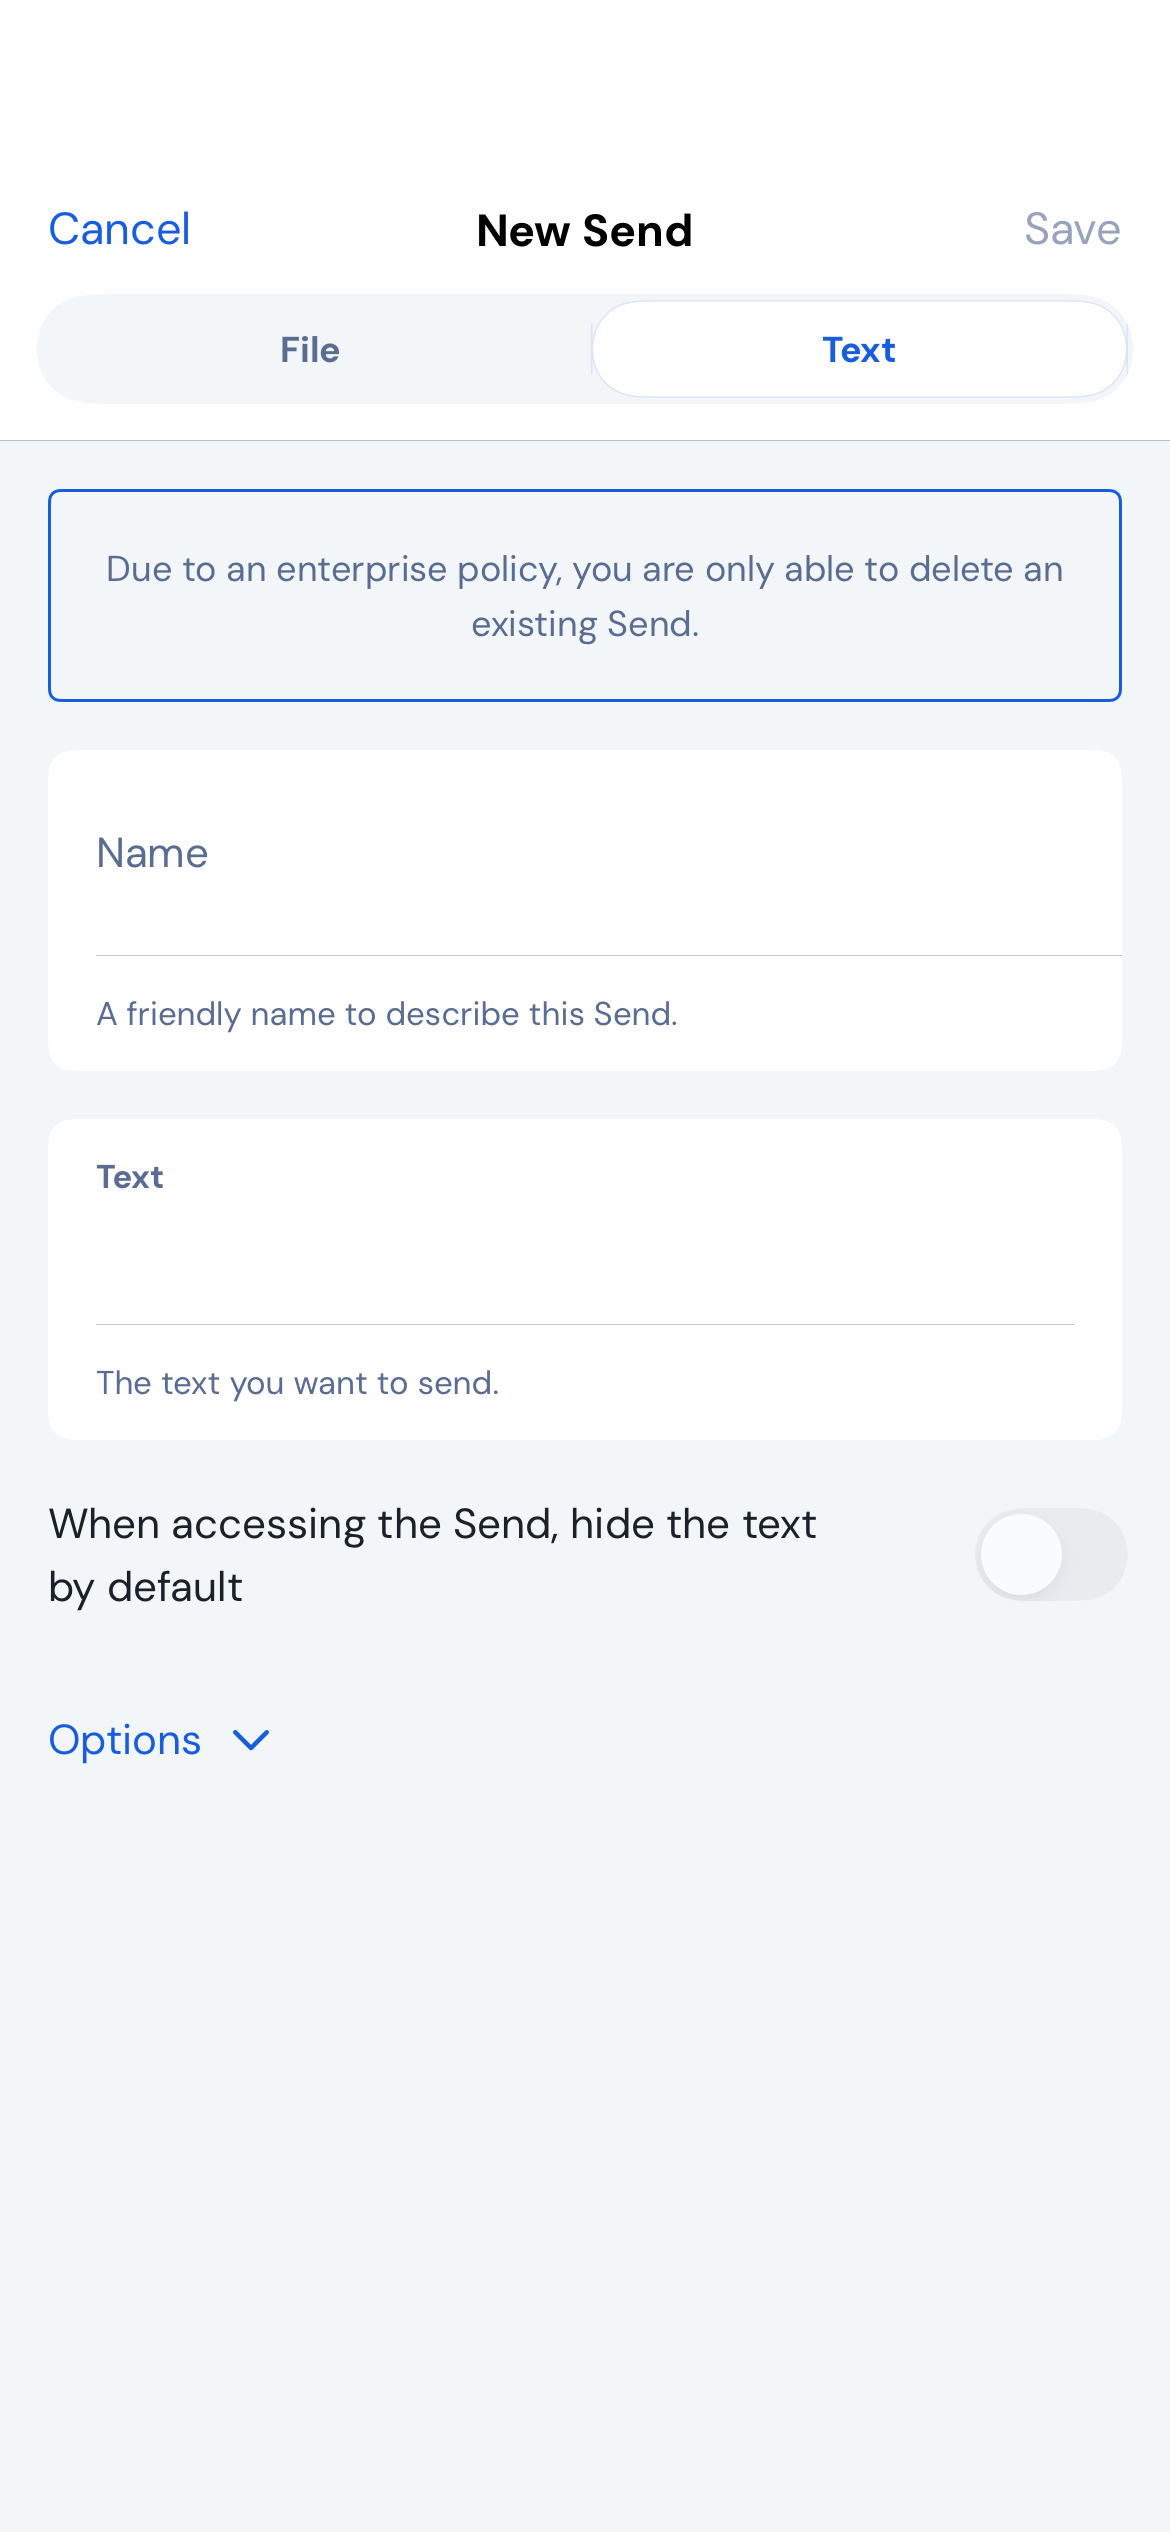 Cancel
New Send
Save
File
Text
Due to an enterprise policy, you are only able to delete an
existing Send.
Name
A friendly name to describe this Send.
Text
The text you want to send.
When accessing the Send, hide the text
by default
Options